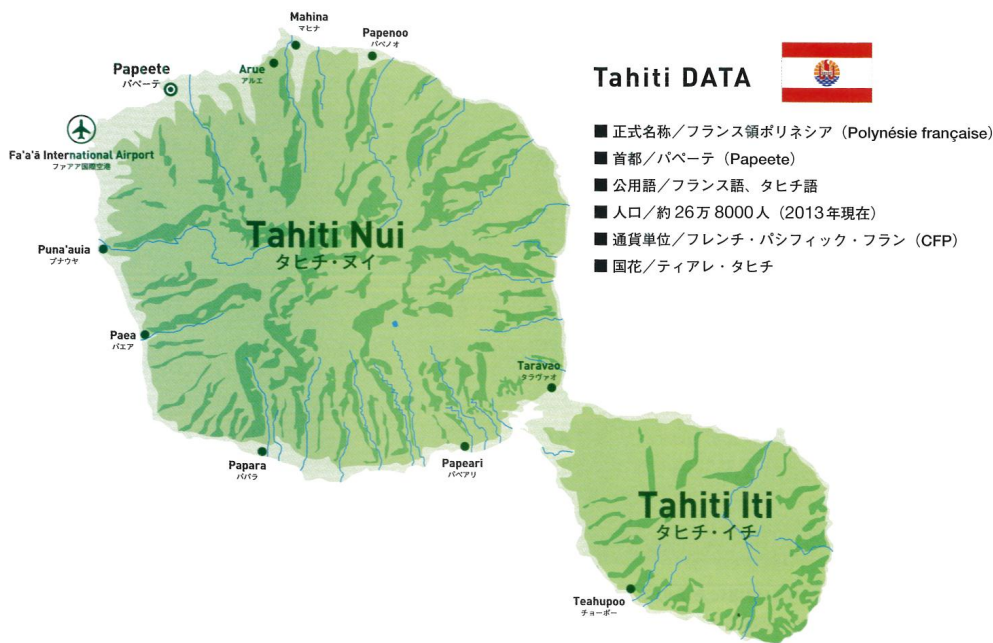 Mahina
マヒナ
Papenoo
パペノオ
Papeete
パペーテ
Arue
アルエ
Fa'a'ā International Airport
ファアア国際空港
Tahiti Nui
タヒチ・ヌイ
Puna'auia
プナウヤ
Paea
パエア
Taravao
タラヴァオ
Papara
パパラ
Papeari
パペアリ
Tahiti Iti
タヒチ・イチ
Teahupoo
チョーポー
Tahiti DATA
■ 正式名称／フランス領ポリネシア（Polynésie française）
■ 首都／パペーテ（Papeete）
■ 公用語／フランス語、タヒチ語
■ 人口／約26万8000人（2013年現在）
■ 通貨単位／フレンチ・パシフィック・フラン（CFP）
■ 国花／ティアレ・タヒチ